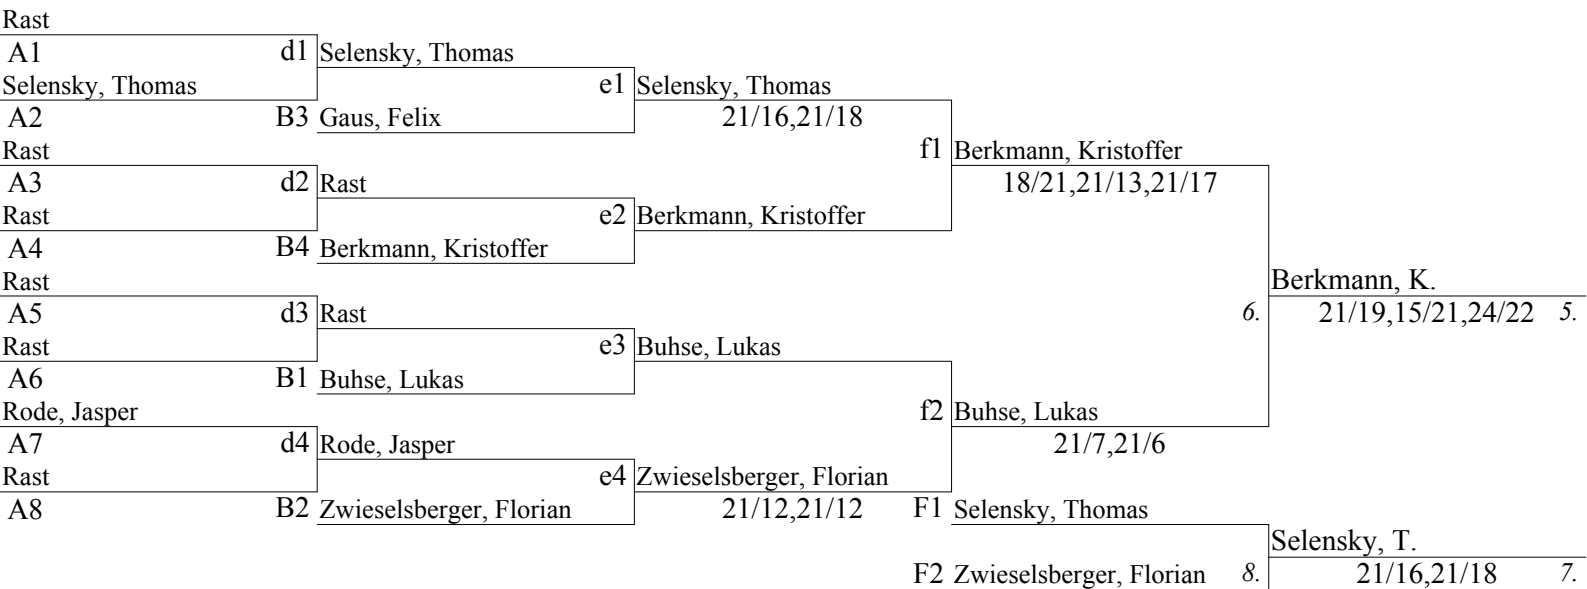 Rast
A1 d1 Selensky, Thomas
Selensky, Thomas e1 Selensky, Thomas
A2 B3 Gaus, Felix 21/16,21/18
Rast f1 Berkmann, Kristoffer
A3 d2 Rast 18/21,21/13,21/17
Rast e2 Berkmann, Kristoffer
A4 B4 Berkmann, Kristoffer
Rast Berkmann, K.
A5 d3 Rast 6. 21/19,15/21,24/22 5.
Rast e3 Buhse, Lukas
A6 B1 Buhse, Lukas
Rode, Jasper f2 Buhse, Lukas
A7 d4 Rode, Jasper 21/7,21/6
Rast e4 Zwieselsberger, Florian
A8 B2 Zwieselsberger, Florian 21/12,21/12 F1 Selensky, Thomas
Selensky, T.
F2 Zwieselsberger, Florian 8. 21/16,21/18 7.